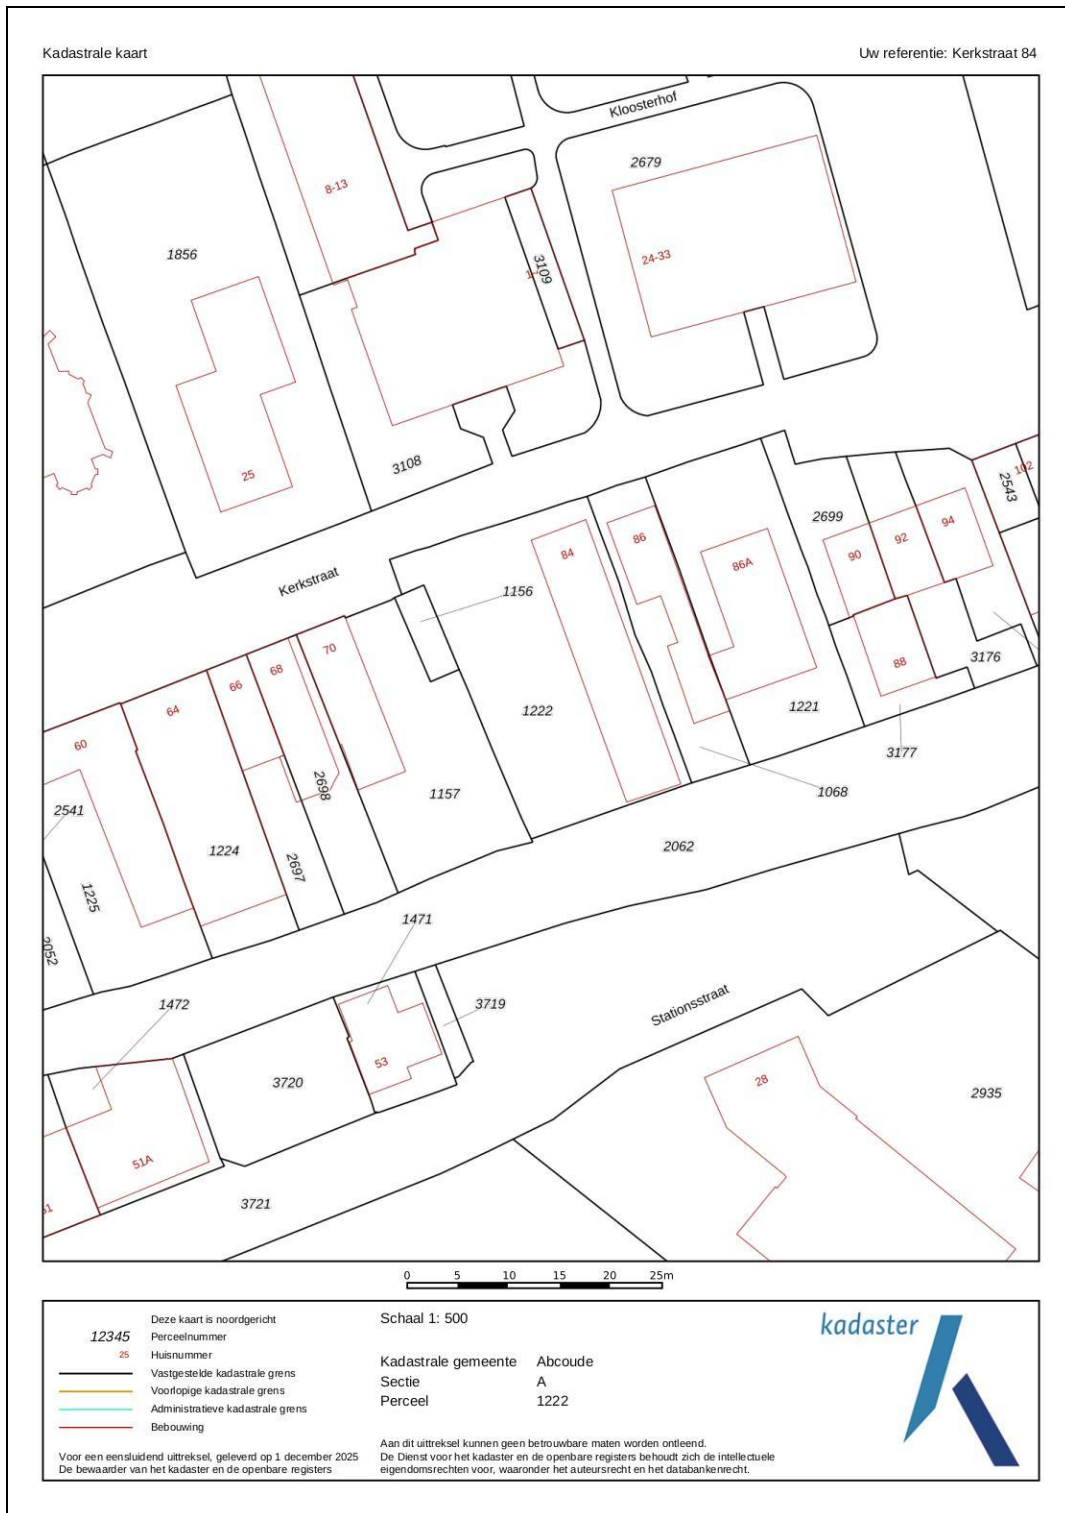 Kadastrale kaart
Uw referentie: Kerkstraat 84
Kloosterhof
2679
8-13
1856
24-33
3109
25
3108
102
2543
2699
94
92
90
86
84
86A
Kerkstraat
1156
70
68
66
64
60
3176
88
1222
1221
3177
2698
1157
1068
2541
1224
2697
2062
1225
1471
2052
1472
3719
Stationsstraat
53
3720
28
2935
51A
3721
0 5 10 15 20 25m
Deze kaart is noordgericht
12345 Perceelnummer
25 Huisnummer
Vastgestelde kadastrale grens
Voorlopige kadastrale grens
Administratieve kadastrale grens
Bebouwing
Voor een eensluidend uittreksel, geleverd op 1 december 2025
De bewaarder van het kadaster en de openbare registers
Schaal 1: 500
Kadastrale gemeente Abcoude
Sectie A
Perceel 1222
Aan dit uittreksel kunnen geen betrouwbare maten worden ontleend.
De Dienst voor het kadaster en de openbare registers behoudt zich de intellectuele
eigendomsrechten voor, waaronder het auteursrecht en het databankenrecht.
kadaster